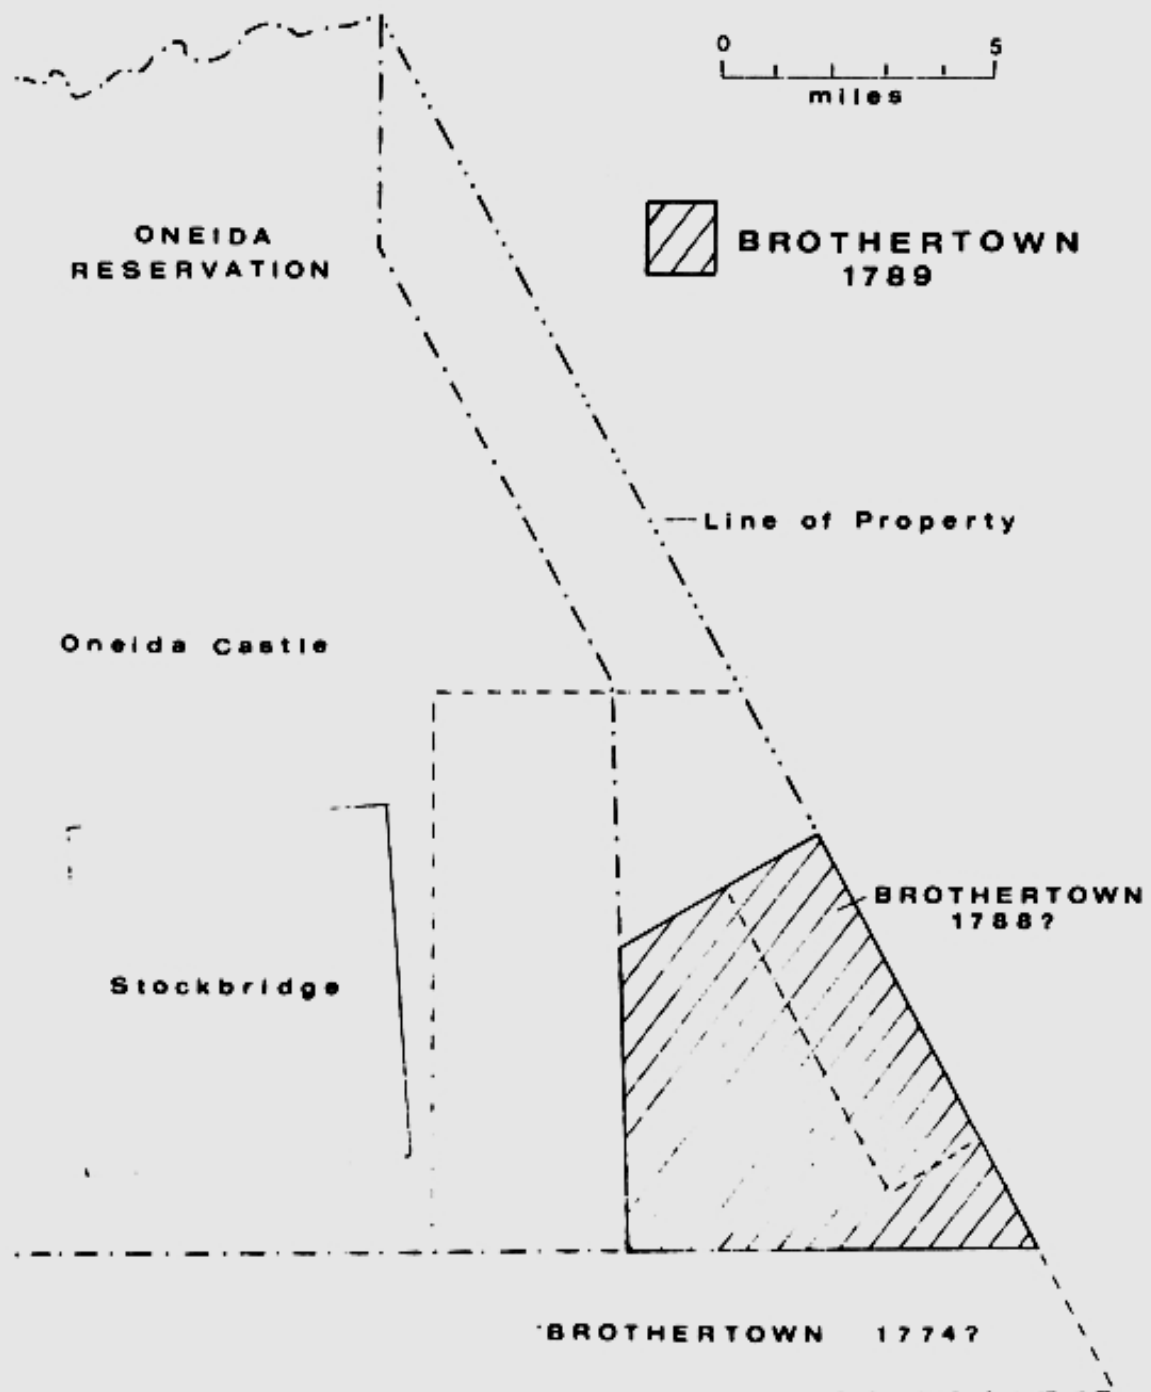 0 5
miles
ONEIDA
RESERVATION
BROTHERTOWN
1789
Line of Property
Oneida Castle
BROTHERTOWN
1788?
Stockbridge
BROTHERTOWN 1774?